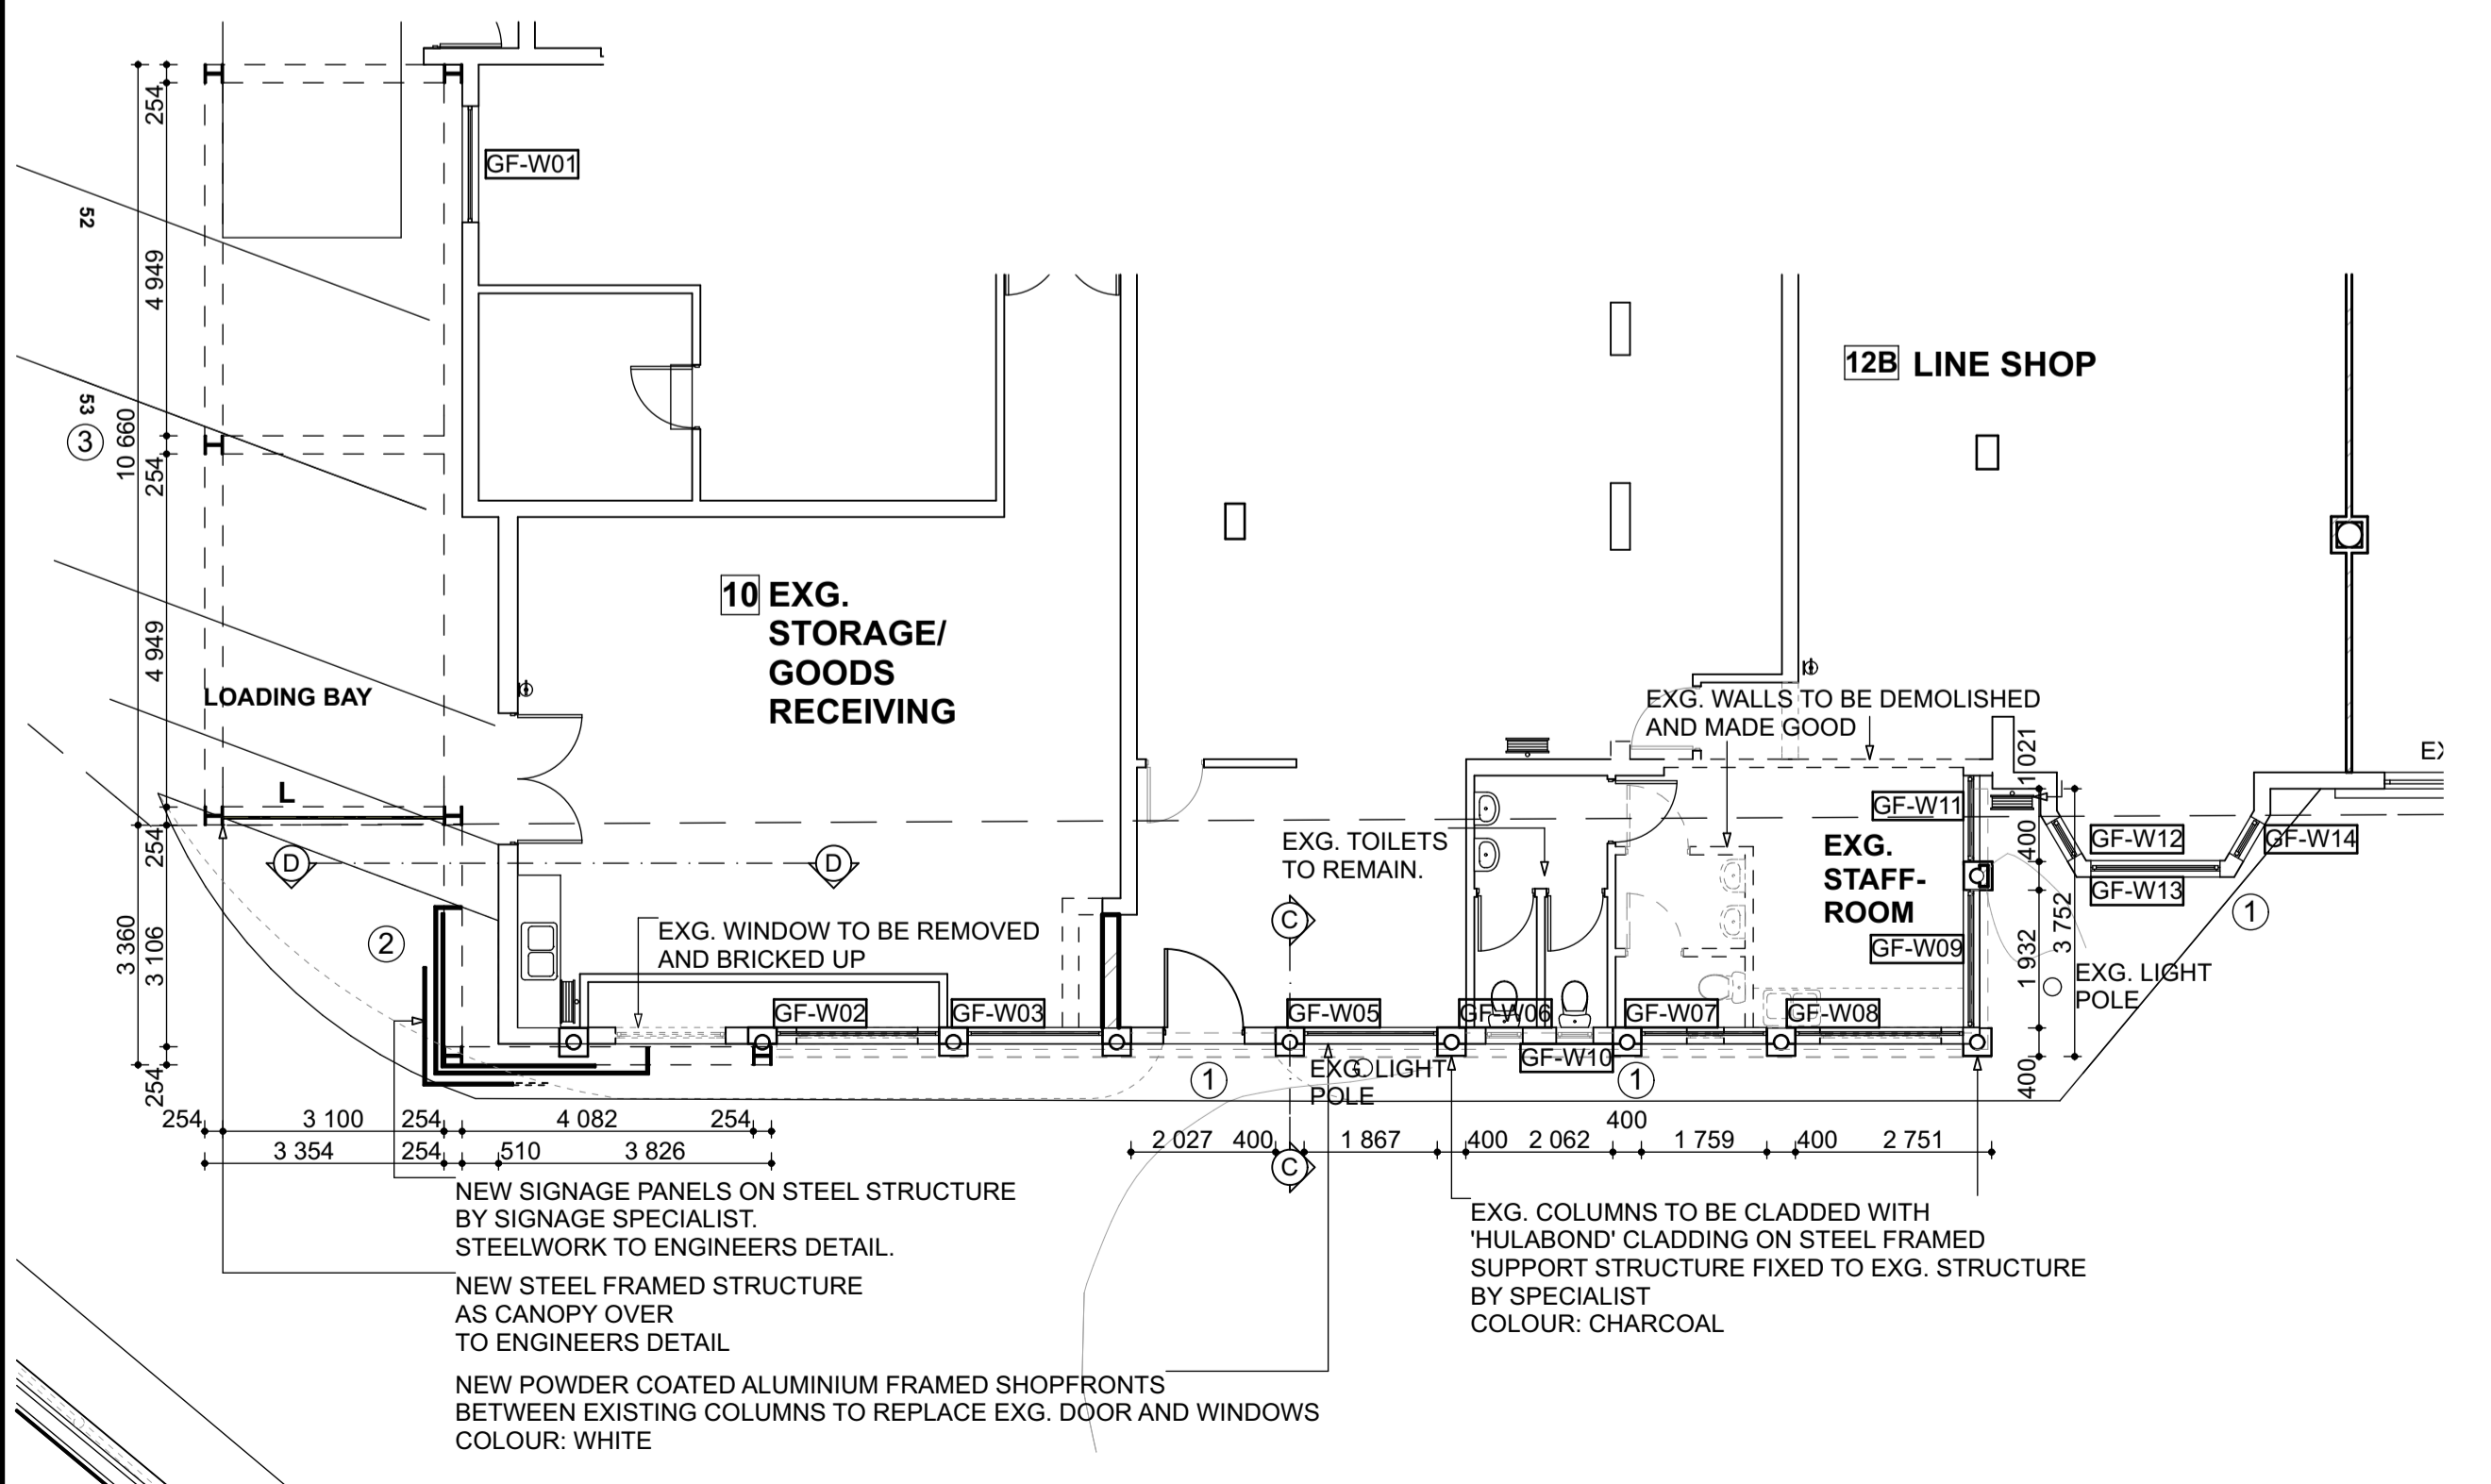 254
GF-W01
52
4 949
12B LINE SHOP
53
3
10 660
254
10 EXG.
STORAGE/
GOODS
RECEIVING
4 949
LOADING BAY
EXG. WALLS TO BE DEMOLISHED
AND MADE GOOD
1 021
L
GF-W11
254
D
D
EXG. TOILETS
TO REMAIN.
EXG.
STAFF-
ROOM
400
GF-W12
GF-W14
GF-W13
1
3 360
3 106
2
EXG. WINDOW TO BE REMOVED
AND BRICKED UP
C
GF-W09
1 932
3 752
EXG. LIGHT
POLE
GF-W02
GF-W03
GF-W05
GF-W06
GF-W07
GF-W08
GF-W10
254
1
EXG. LIGHT
POLE
1
400
254
3 100
254
4 082
254
3 354
254
510
3 826
2 027
400
1 867
400
2 062
400
1 759
400
2 751
C
NEW SIGNAGE PANELS ON STEEL STRUCTURE
BY SIGNAGE SPECIALIST.
STEELWORK TO ENGINEERS DETAIL.
EXG. COLUMNS TO BE CLADDED WITH
'HULABOND' CLADDING ON STEEL FRAMED
SUPPORT STRUCTURE FIXED TO EXG. STRUCTURE
BY SPECIALIST
COLOUR: CHARCOAL
NEW STEEL FRAMED STRUCTURE
AS CANOPY OVER
TO ENGINEERS DETAIL
NEW POWDER COATED ALUMINIUM FRAMED SHOPFRONTS
BETWEEN EXISTING COLUMNS TO REPLACE EXG. DOOR AND WINDOWS
COLOUR: WHITE